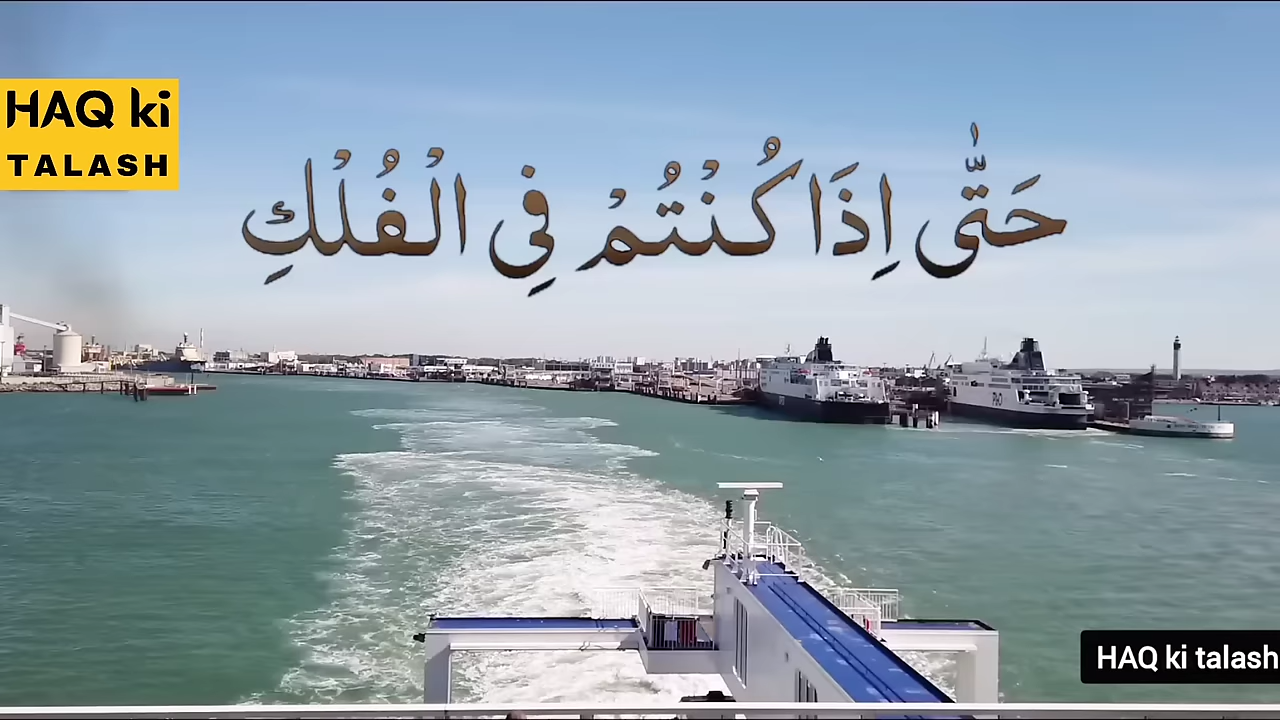 HAQ ki
TALASH
حَتّٰى اِذَا كُنْتُمْ فِى الْفُلْكِ
P&O
HAQ ki talash